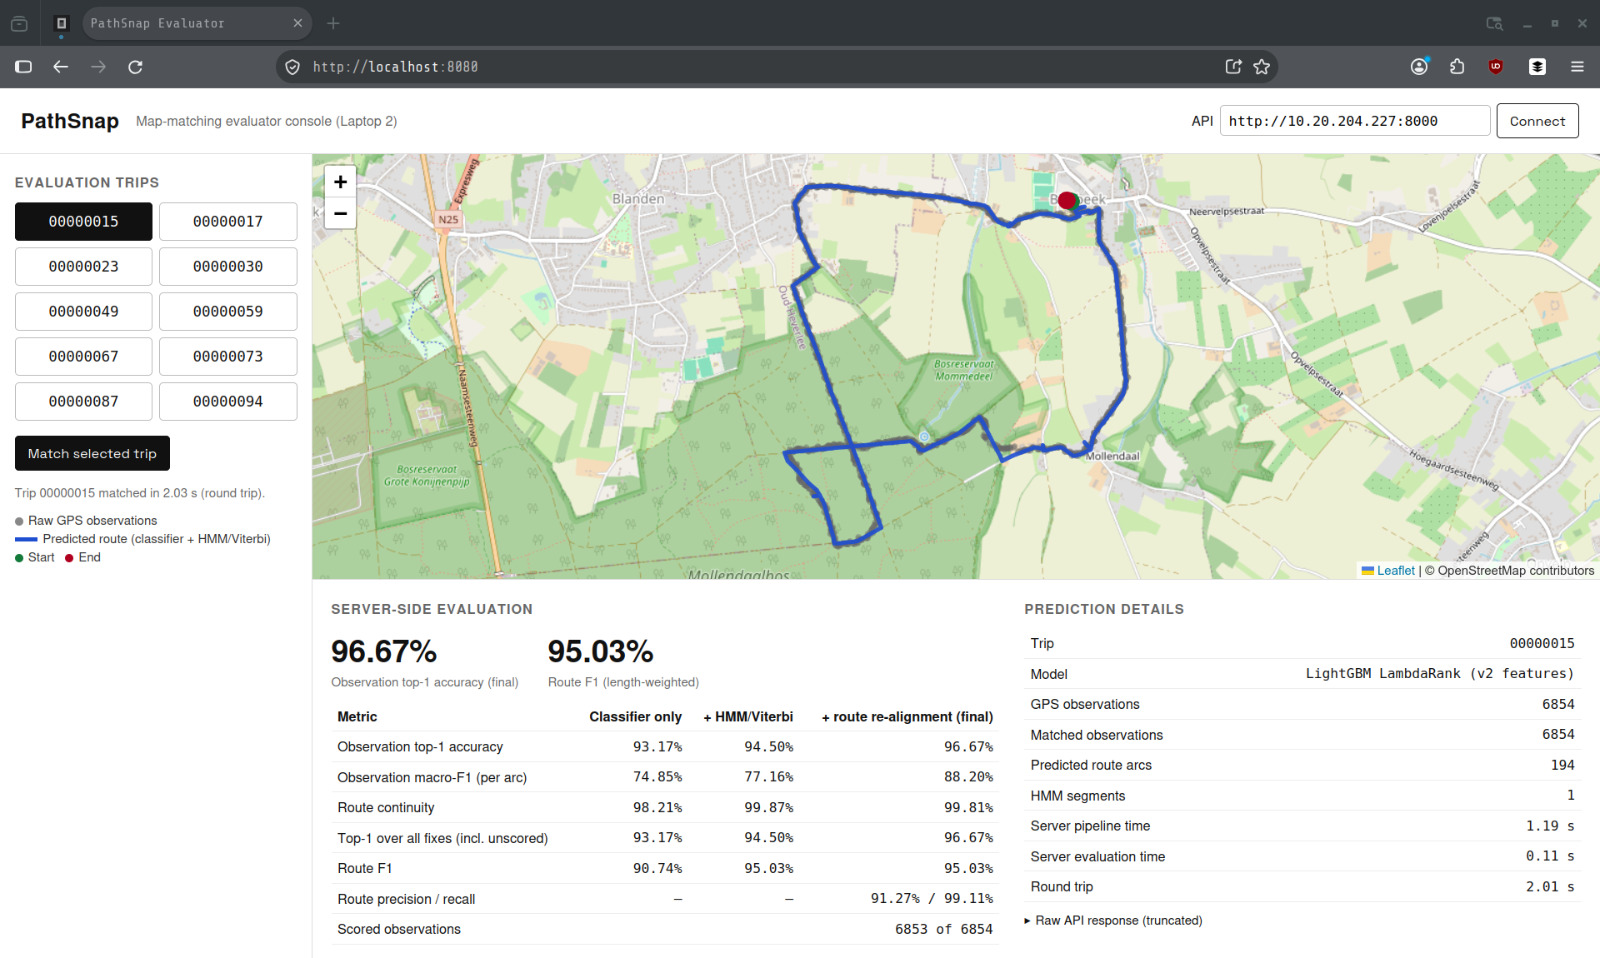 PathSnap Evaluator
http://localhost:8080
PathSnap Map-matching evaluator console (Laptop 2)
API http://10.20.204.227:8000 Connect
EVALUATION TRIPS
00000015 00000017
00000023 00000030
00000049 00000059
00000067 00000073
00000087 00000094
Match selected trip
Trip 00000015 matched in 2.03 s (round trip).
Raw GPS observations
Predicted route (classifier + HMM/Viterbi)
Start End
+
−
Expresweg
N25
Blanden
Neervelpsestraat
Lovenjoelsestraat
Opvelpsestraat
Oud-Heverlee
Opvelpsestraat
Naamsesteenweg
Bosreservaat
Mommedeel
Mollendaal
Bosreservaat
Grote Konijnenpijp
Hoegaardsesteenweg
Mollendaalbos
Leaflet | © OpenStreetMap contributors
SERVER-SIDE EVALUATION
96.67% 95.03%
Observation top-1 accuracy (final) Route F1 (length-weighted)
Metric Classifier only + HMM/Viterbi + route re-alignment (final)
Observation top-1 accuracy 93.17% 94.50% 96.67%
Observation macro-F1 (per arc) 74.85% 77.16% 88.20%
Route continuity 98.21% 99.87% 99.81%
Top-1 over all fixes (incl. unscored) 93.17% 94.50% 96.67%
Route F1 90.74% 95.03% 95.03%
Route precision / recall – – 91.27% / 99.11%
Scored observations 6853 of 6854
PREDICTION DETAILS
Trip 00000015
Model LightGBM LambdaRank (v2 features)
GPS observations 6854
Matched observations 6854
Predicted route arcs 194
HMM segments 1
Server pipeline time 1.19 s
Server evaluation time 0.11 s
Round trip 2.01 s
▸ Raw API response (truncated)